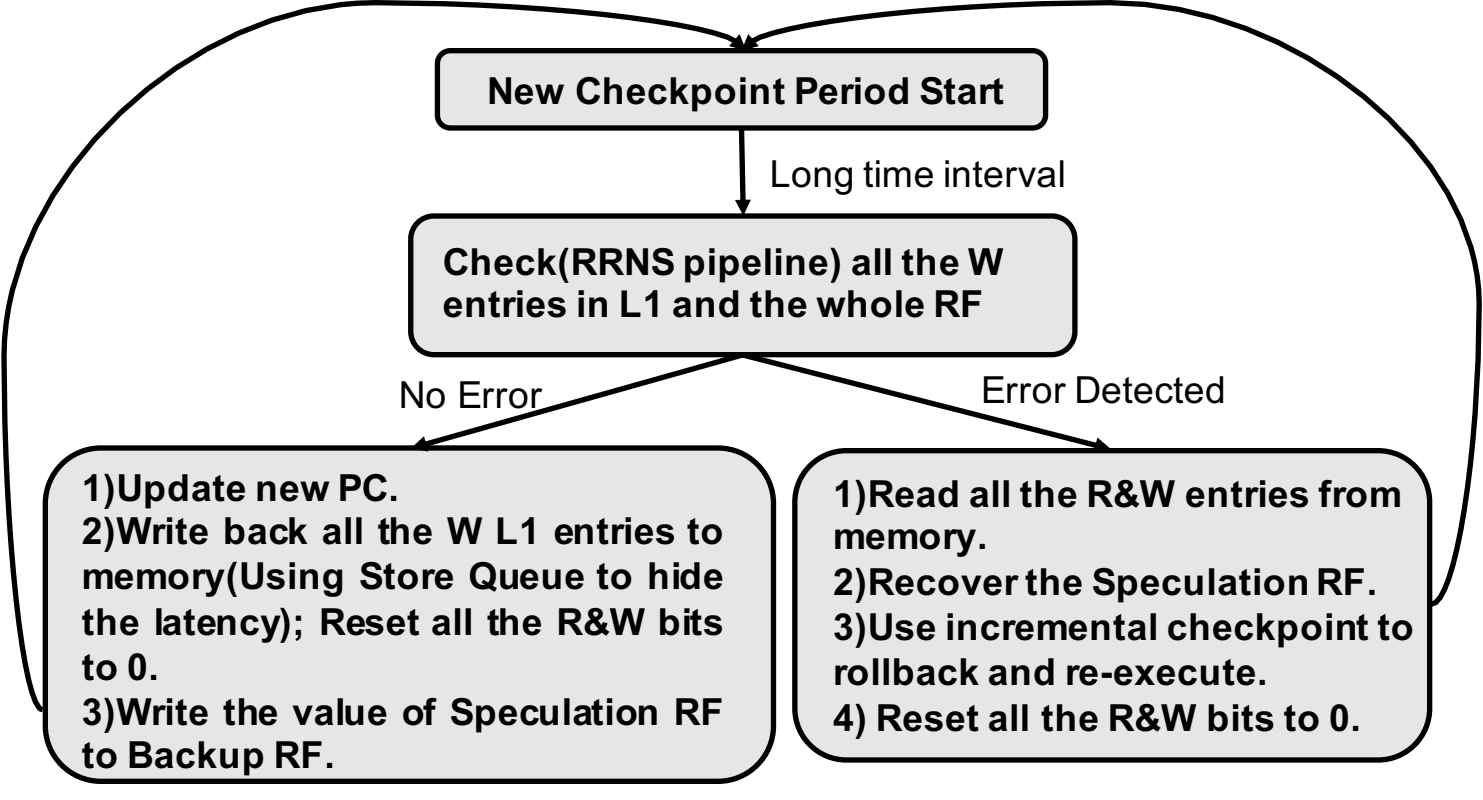 New Checkpoint Period Start
Long time interval
Check(RRNS pipeline) all the W
entries in L1 and the whole RF
No Error
Error Detected
1)Update new PC.
2)Write back all the W L1 entries to
memory(Using Store Queue to hide
the latency); Reset all the R&W bits
to 0.
3)Write the value of Speculation RF
to Backup RF.
1)Read all the R&W entries from
memory.
2)Recover the Speculation RF.
3)Use incremental checkpoint to
rollback and re-execute.
4) Reset all the R&W bits to 0.